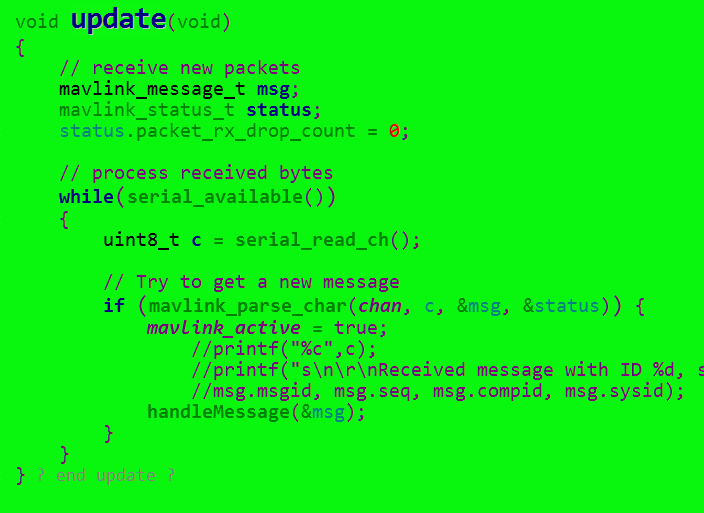 void update(void)
{
    // receive new packets
    mavlink_message_t msg;
    mavlink_status_t status;
    status.packet_rx_drop_count = 0;

    // process received bytes
    while(serial_available())
    {
        uint8_t c = serial_read_ch();

        // Try to get a new message
        if (mavlink_parse_char(chan, c, &msg, &status)) {
            mavlink_active = true;
                //printf("%c",c);
                //printf("s\n\r\nReceived message with ID %d, s
                //msg.msgid, msg.seq, msg.compid, msg.sysid);
            handleMessage(&msg);
        }
    }
} ? end update ?